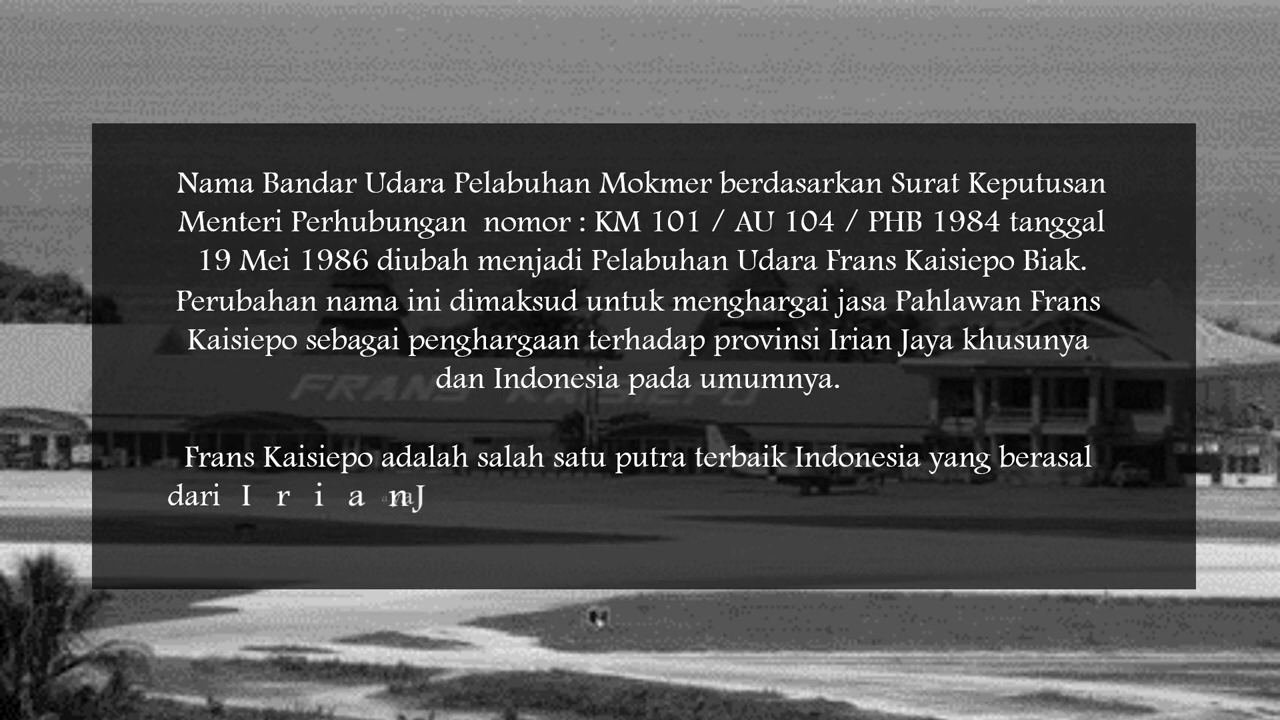 Nama Bandar Udara Pelabuhan Mokmer berdasarkan Surat Keputusan
Menteri Perhubungan nomor : KM 101 / AU 104 / PHB 1984 tanggal
19 Mei 1986 diubah menjadi Pelabuhan Udara Frans Kaisiepo Biak.
Perubahan nama ini dimaksud untuk menghargai jasa Pahlawan Frans
Kaisiepo sebagai penghargaan terhadap provinsi Irian Jaya khusunya
dan Indonesia pada umumnya.
FRANS KAISIEPO
Frans Kaisiepo adalah salah satu putra terbaik Indonesia yang berasal
dari I r i a n J